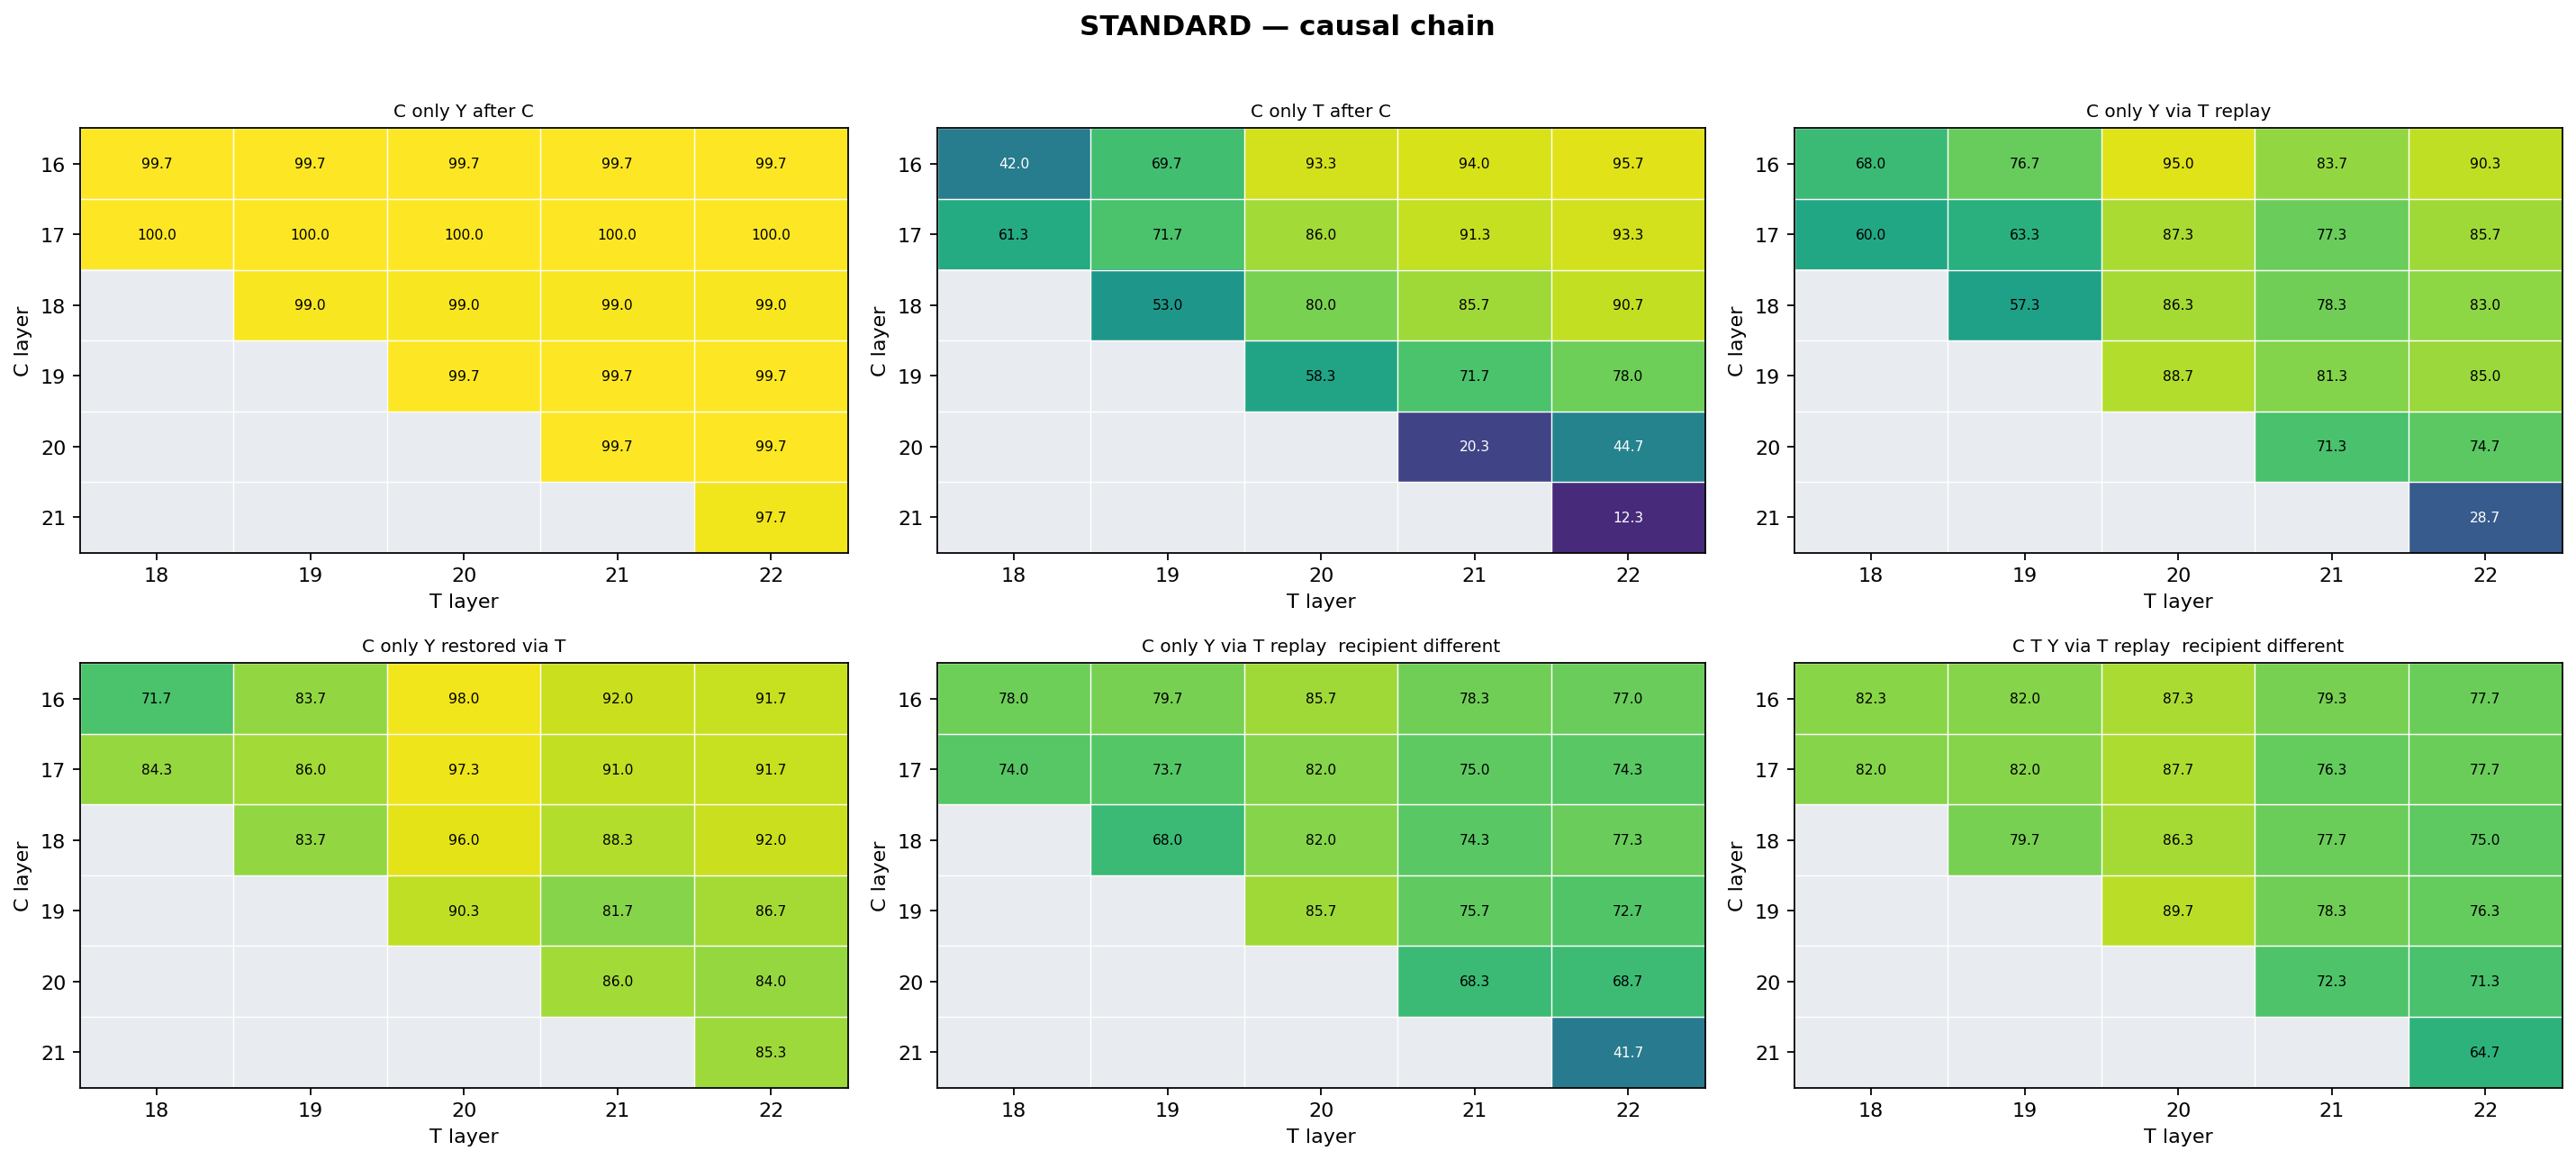 STANDARD — causal chain
C only Y after C
C layer
16 99.7 99.7 99.7 99.7 99.7
17 100.0 100.0 100.0 100.0 100.0
18 99.0 99.0 99.0 99.0
19 99.7 99.7 99.7
20 99.7 99.7
21 97.7
18 19 20 21 22
T layer
C only T after C
C layer
16 42.0 69.7 93.3 94.0 95.7
17 61.3 71.7 86.0 91.3 93.3
18 53.0 80.0 85.7 90.7
19 58.3 71.7 78.0
20 20.3 44.7
21 12.3
18 19 20 21 22
T layer
C only Y via T replay
C layer
16 68.0 76.7 95.0 83.7 90.3
17 60.0 63.3 87.3 77.3 85.7
18 57.3 86.3 78.3 83.0
19 88.7 81.3 85.0
20 71.3 74.7
21 28.7
18 19 20 21 22
T layer
C only Y restored via T
C layer
16 71.7 83.7 98.0 92.0 91.7
17 84.3 86.0 97.3 91.0 91.7
18 83.7 96.0 88.3 92.0
19 90.3 81.7 86.7
20 86.0 84.0
21 85.3
18 19 20 21 22
T layer
C only Y via T replay  recipient different
C layer
16 78.0 79.7 85.7 78.3 77.0
17 74.0 73.7 82.0 75.0 74.3
18 68.0 82.0 74.3 77.3
19 85.7 75.7 72.7
20 68.3 68.7
21 41.7
18 19 20 21 22
T layer
C T Y via T replay  recipient different
C layer
16 82.3 82.0 87.3 79.3 77.7
17 82.0 82.0 87.7 76.3 77.7
18 79.7 86.3 77.7 75.0
19 89.7 78.3 76.3
20 72.3 71.3
21 64.7
18 19 20 21 22
T layer